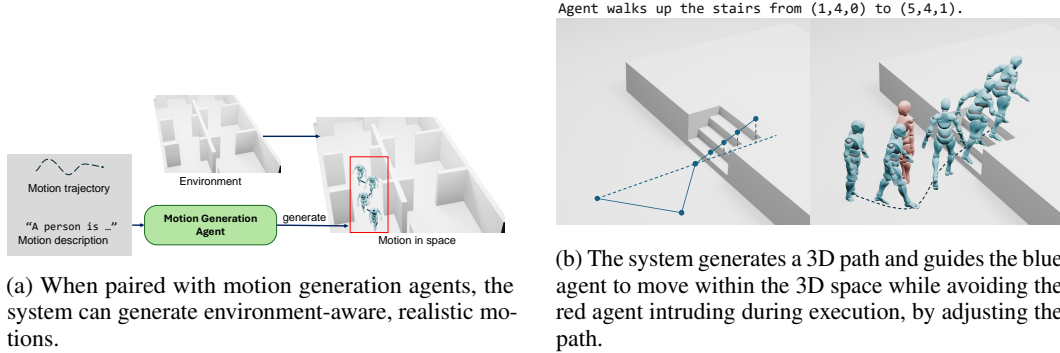 Motion trajectory
"A person is …"
Motion description
Environment
Motion Generation
Agent
generate
Motion in space
(a) When paired with motion generation agents, the
system can generate environment-aware, realistic mo-
tions.
Agent walks up the stairs from (1,4,0) to (5,4,1).
(b) The system generates a 3D path and guides the blue
agent to move within the 3D space while avoiding the
red agent intruding during execution, by adjusting the
path.